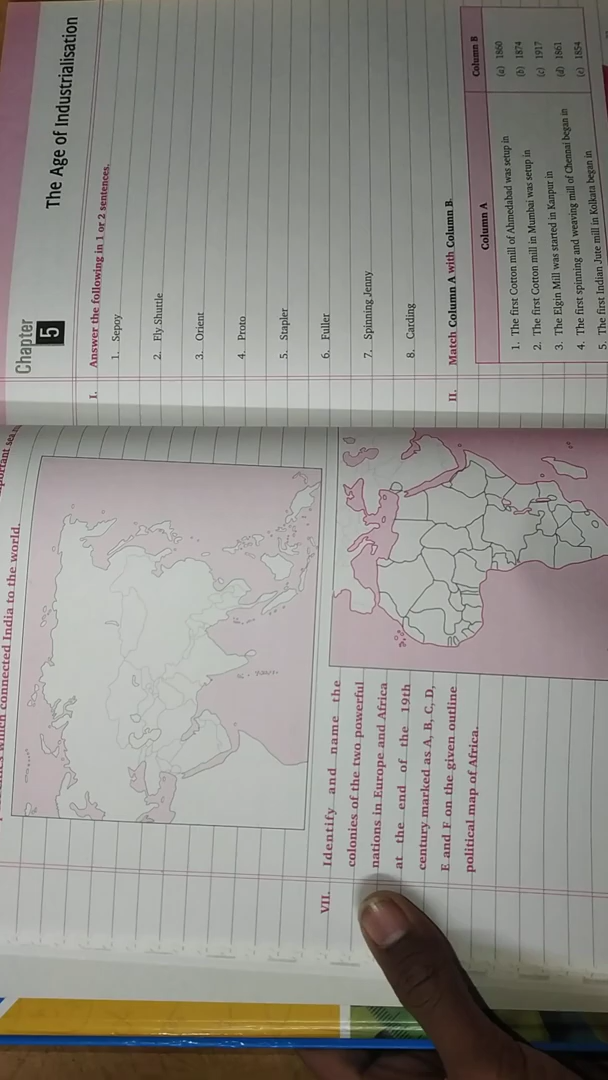 which connected India to the world.
VII. Identify and name the
colonies of the two powerful
nations in Europe and Africa
at the end of the 19th
century marked as A, B, C, D,
E and F on the given outline
political map of Africa.
Chapter
5
The Age of Industrialisation
I. Answer the following in 1 or 2 sentences.
1. Sepoy
2. Fly Shuttle
3. Orient
4. Proto
5. Stapler
6. Fuller
7. Spinning Jenny
8. Carding
II. Match Column A with Column B.
Column A Column B
1. The first Cotton mill of Ahmedabad was setup in (a) 1860
2. The first Cotton mill in Mumbai was setup in (b) 1874
3. The Elgin Mill was started in Kanpur in (c) 1917
4. The first spinning and weaving mill of Chennai began in (d) 1861
5. The first Indian Jute mill in Kolkata began in (e) 1854